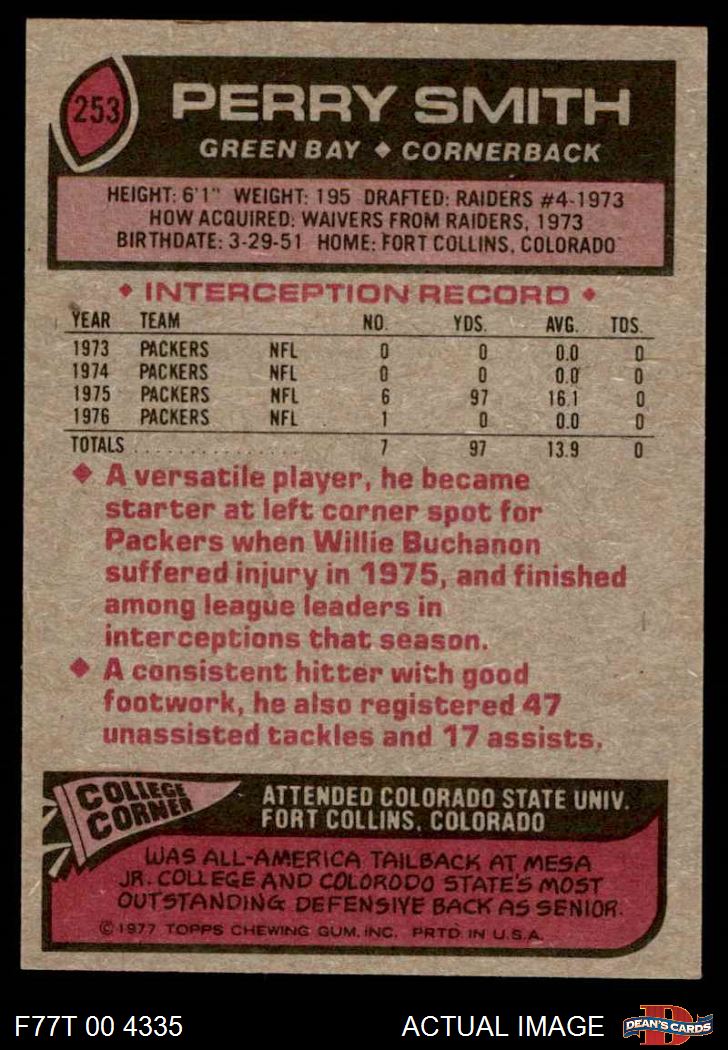 253
PERRY SMITH
GREEN BAY ♦ CORNERBACK
HEIGHT: 6'1" WEIGHT: 195 DRAFTED: RAIDERS #4-1973
HOW ACQUIRED: WAIVERS FROM RAIDERS, 1973
BIRTHDATE: 3-29-51 HOME: FORT COLLINS, COLORADO
♦ INTERCEPTION RECORD ♦
YEAR TEAM NO. YDS. AVG. TDS.
1973 PACKERS NFL 0 0 0.0 0
1974 PACKERS NFL 0 0 0.0 0
1975 PACKERS NFL 6 97 16.1 0
1976 PACKERS NFL 1 0 0.0 0
TOTALS . . . . . . . . . . . . . . . . 7 97 13.9 0
♦ A versatile player, he became
starter at left corner spot for
Packers when Willie Buchanon
suffered injury in 1975, and finished
among league leaders in
interceptions that season.
♦ A consistent hitter with good
footwork, he also registered 47
unassisted tackles and 17 assists.
COLLEGE
CORNER
ATTENDED COLORADO STATE UNIV.
FORT COLLINS, COLORADO
WAS ALL-AMERICA TAILBACK AT MESA
JR. COLLEGE AND COLORODO STATE'S MOST
OUTSTANDING DEFENSIVE BACK AS SENIOR.
© 1977 TOPPS CHEWING GUM, INC. PRTD IN U.S.A.
F77T 00 4335
ACTUAL IMAGE
D
DEAN'S CARDS